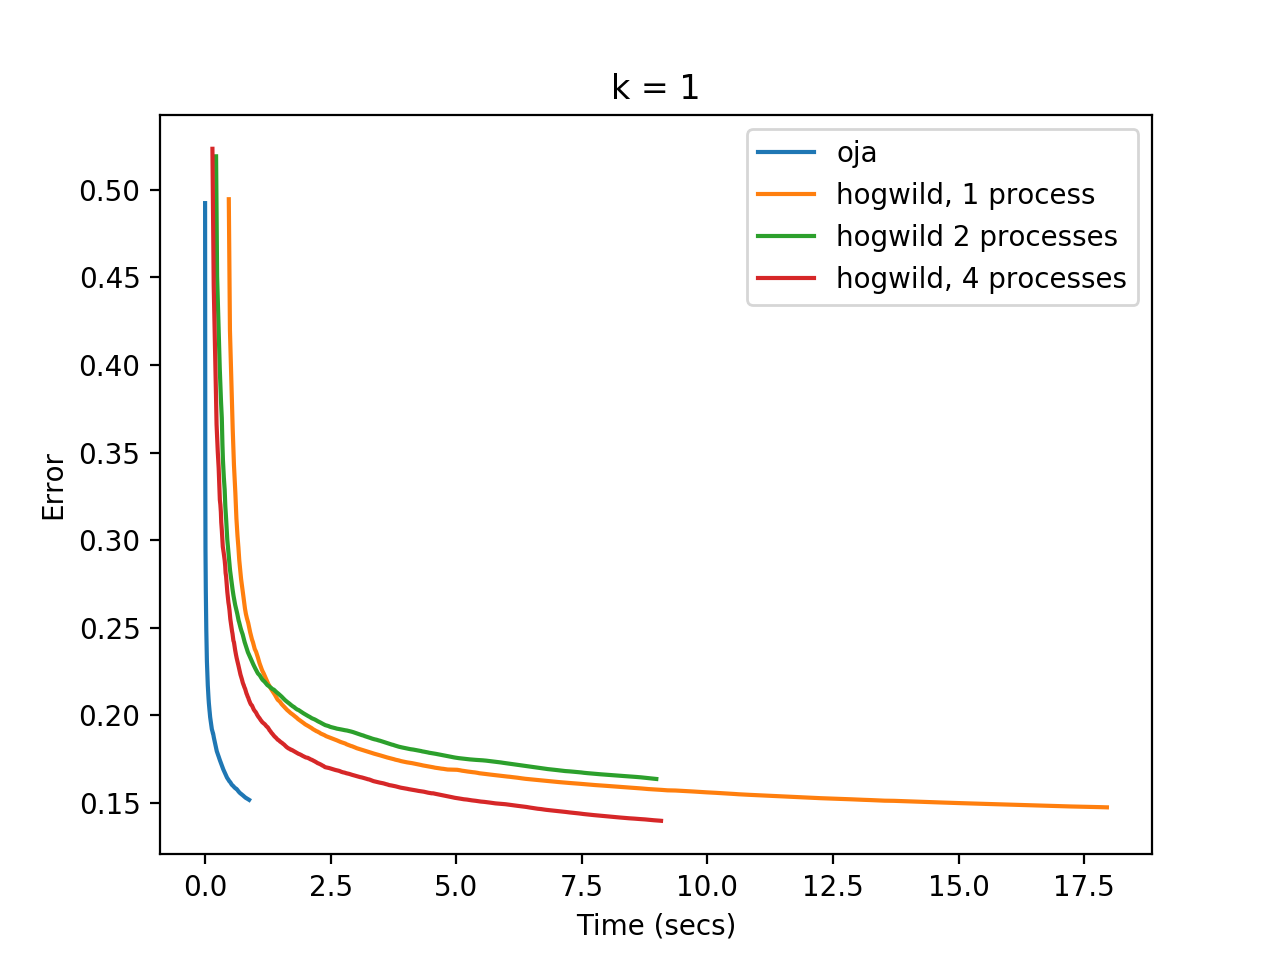 k = 1
oja
hogwild, 1 process
hogwild 2 processes
hogwild, 4 processes
0.50
0.45
0.40
0.35
0.30
0.25
0.20
0.15
Error
0.0 2.5 5.0 7.5 10.0 12.5 15.0 17.5
Time (secs)